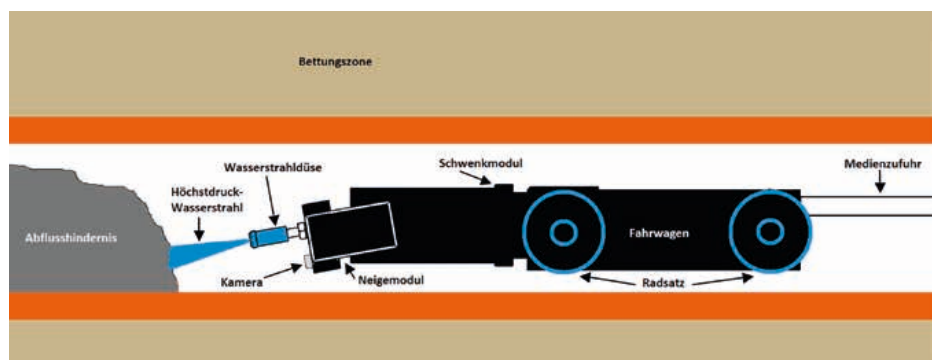 Bettungszone
Schwenkmodul
Medienzufuhr
Wasserstrahldüse
Höchstdruck-
Wasserstrahl
Abflusshindernis
Fahrwagen
Kamera
Neigemodul
Radsatz